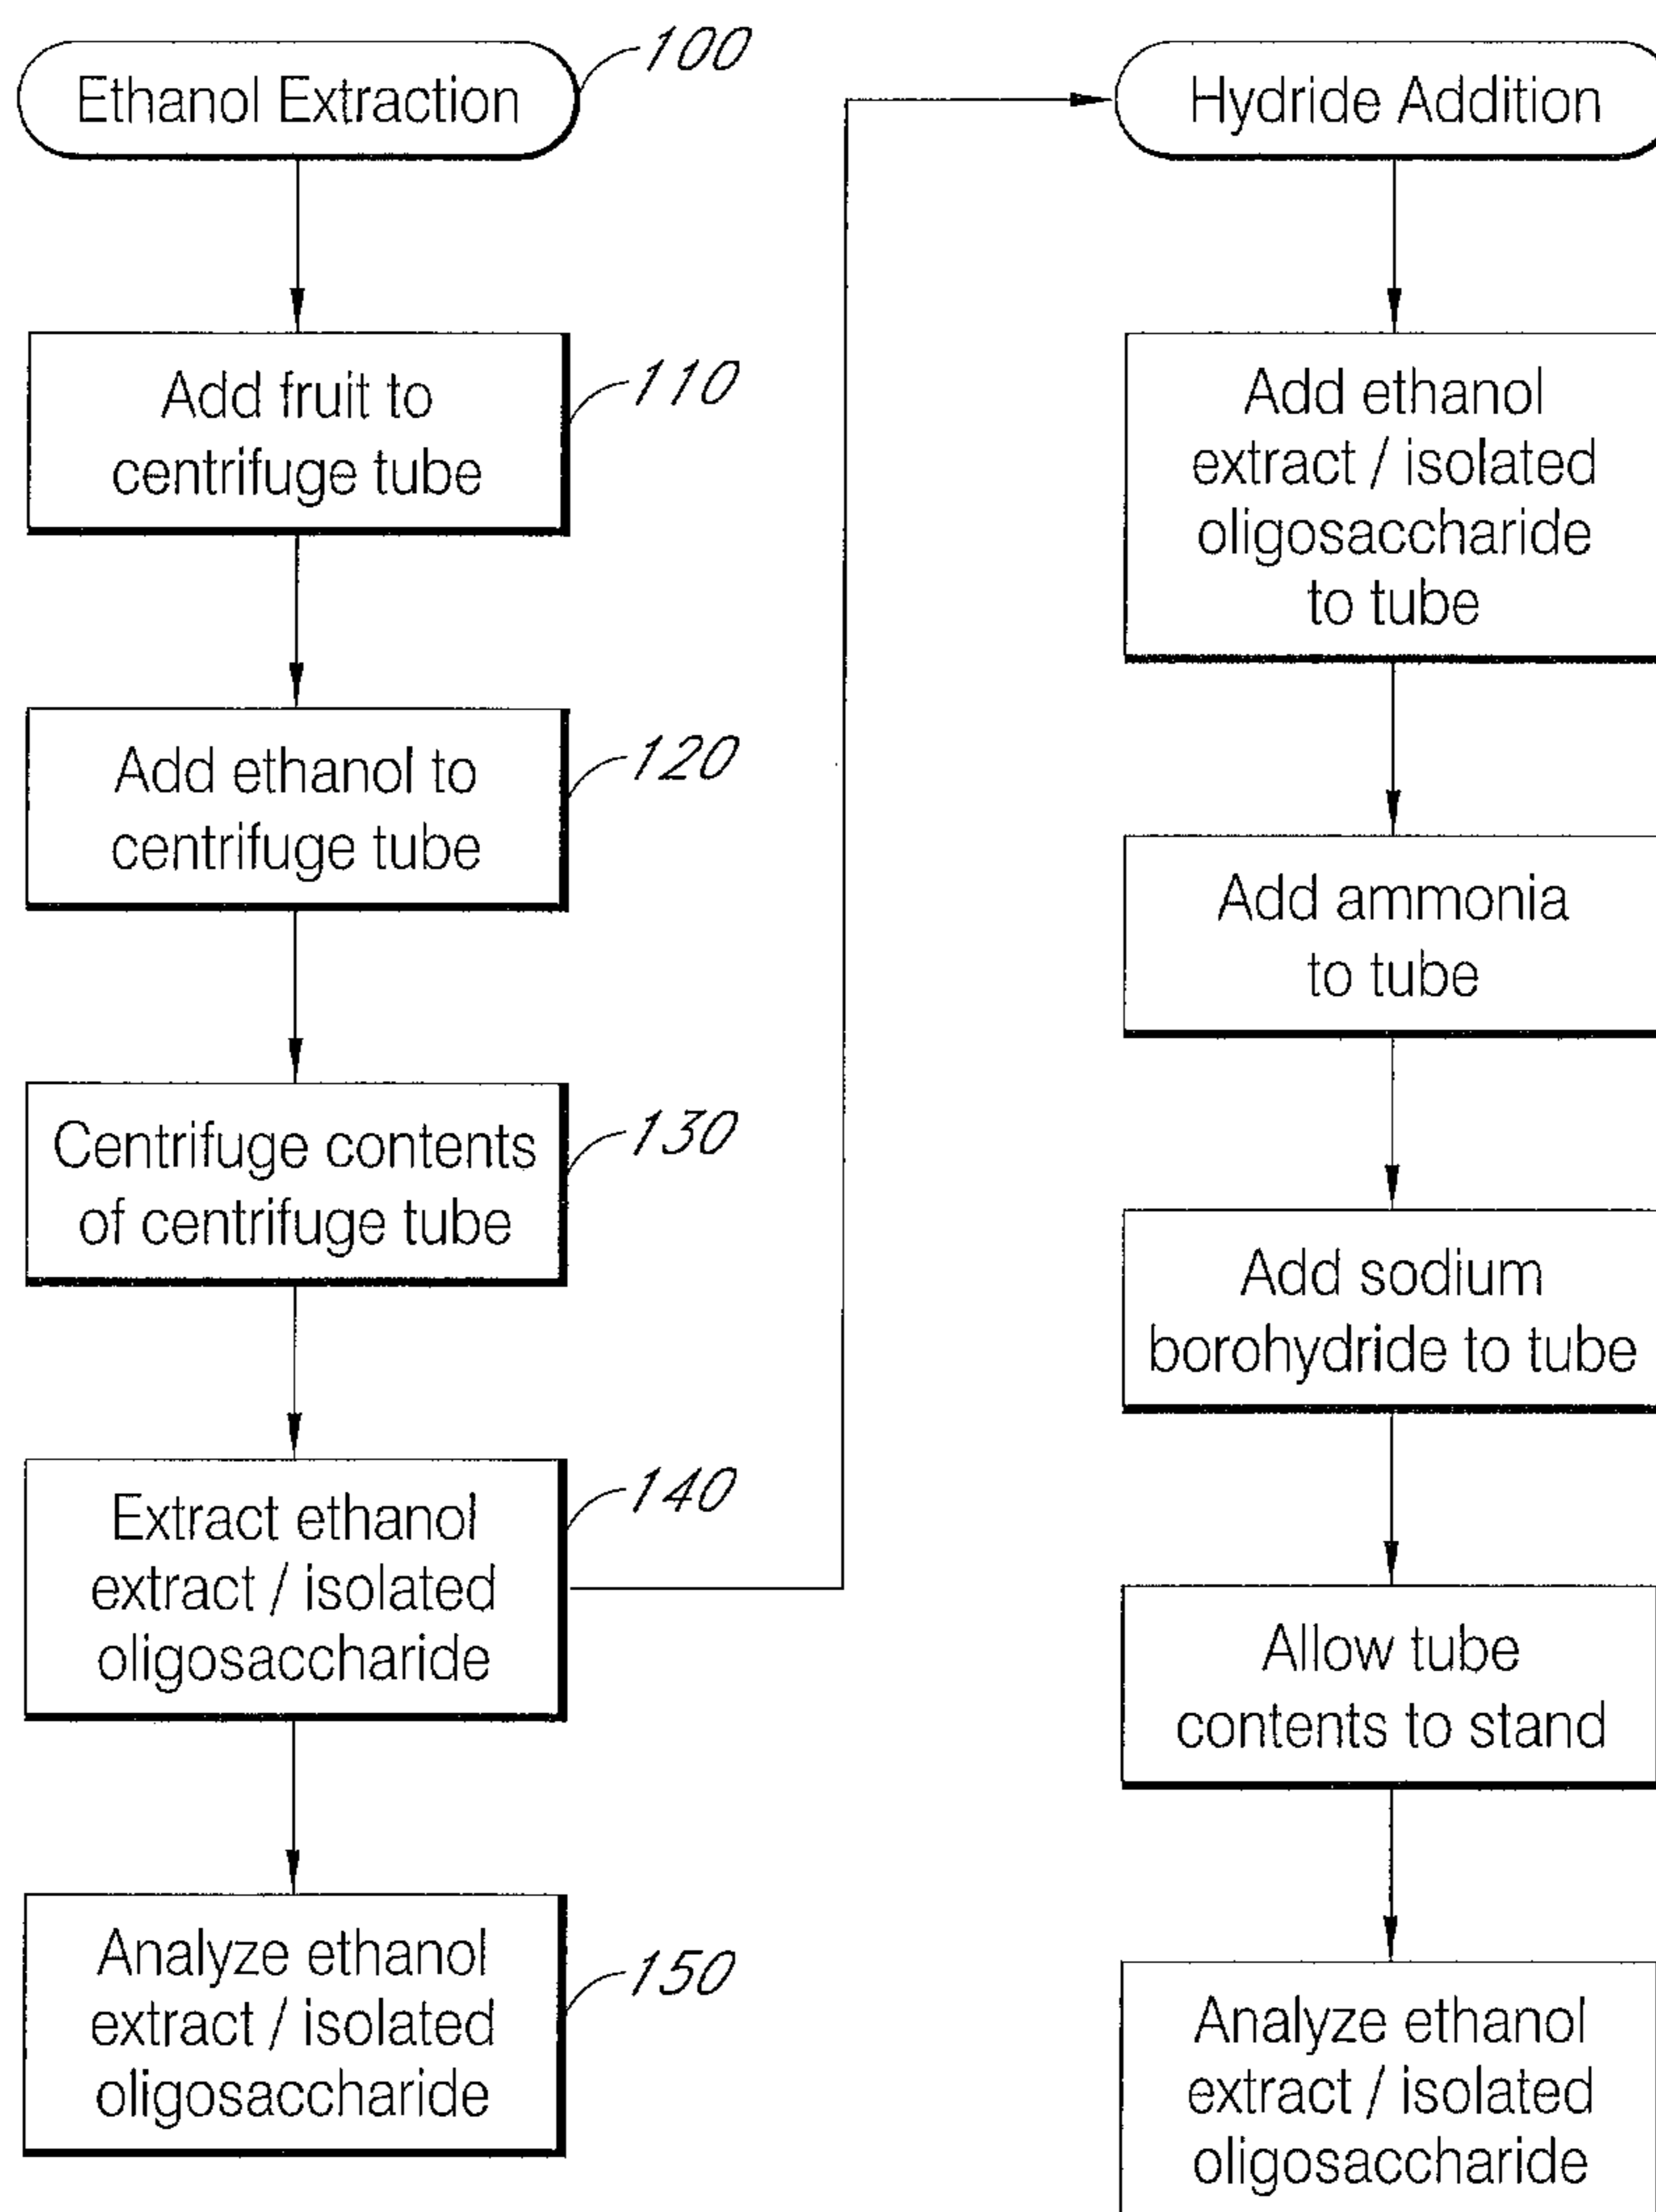 Ethanol Extraction
100
Add fruit to
centrifuge tube
110
Add ethanol to
centrifuge tube
120
Centrifuge contents
of centrifuge tube
130
Extract ethanol
extract / isolated
oligosaccharide
140
Analyze ethanol
extract / isolated
oligosaccharide
150
Hydride Addition
Add ethanol
extract / isolated
oligosaccharide
to tube
Add ammonia
to tube
Add sodium
borohydride to tube
Allow tube
contents to stand
Analyze ethanol
extract / isolated
oligosaccharide